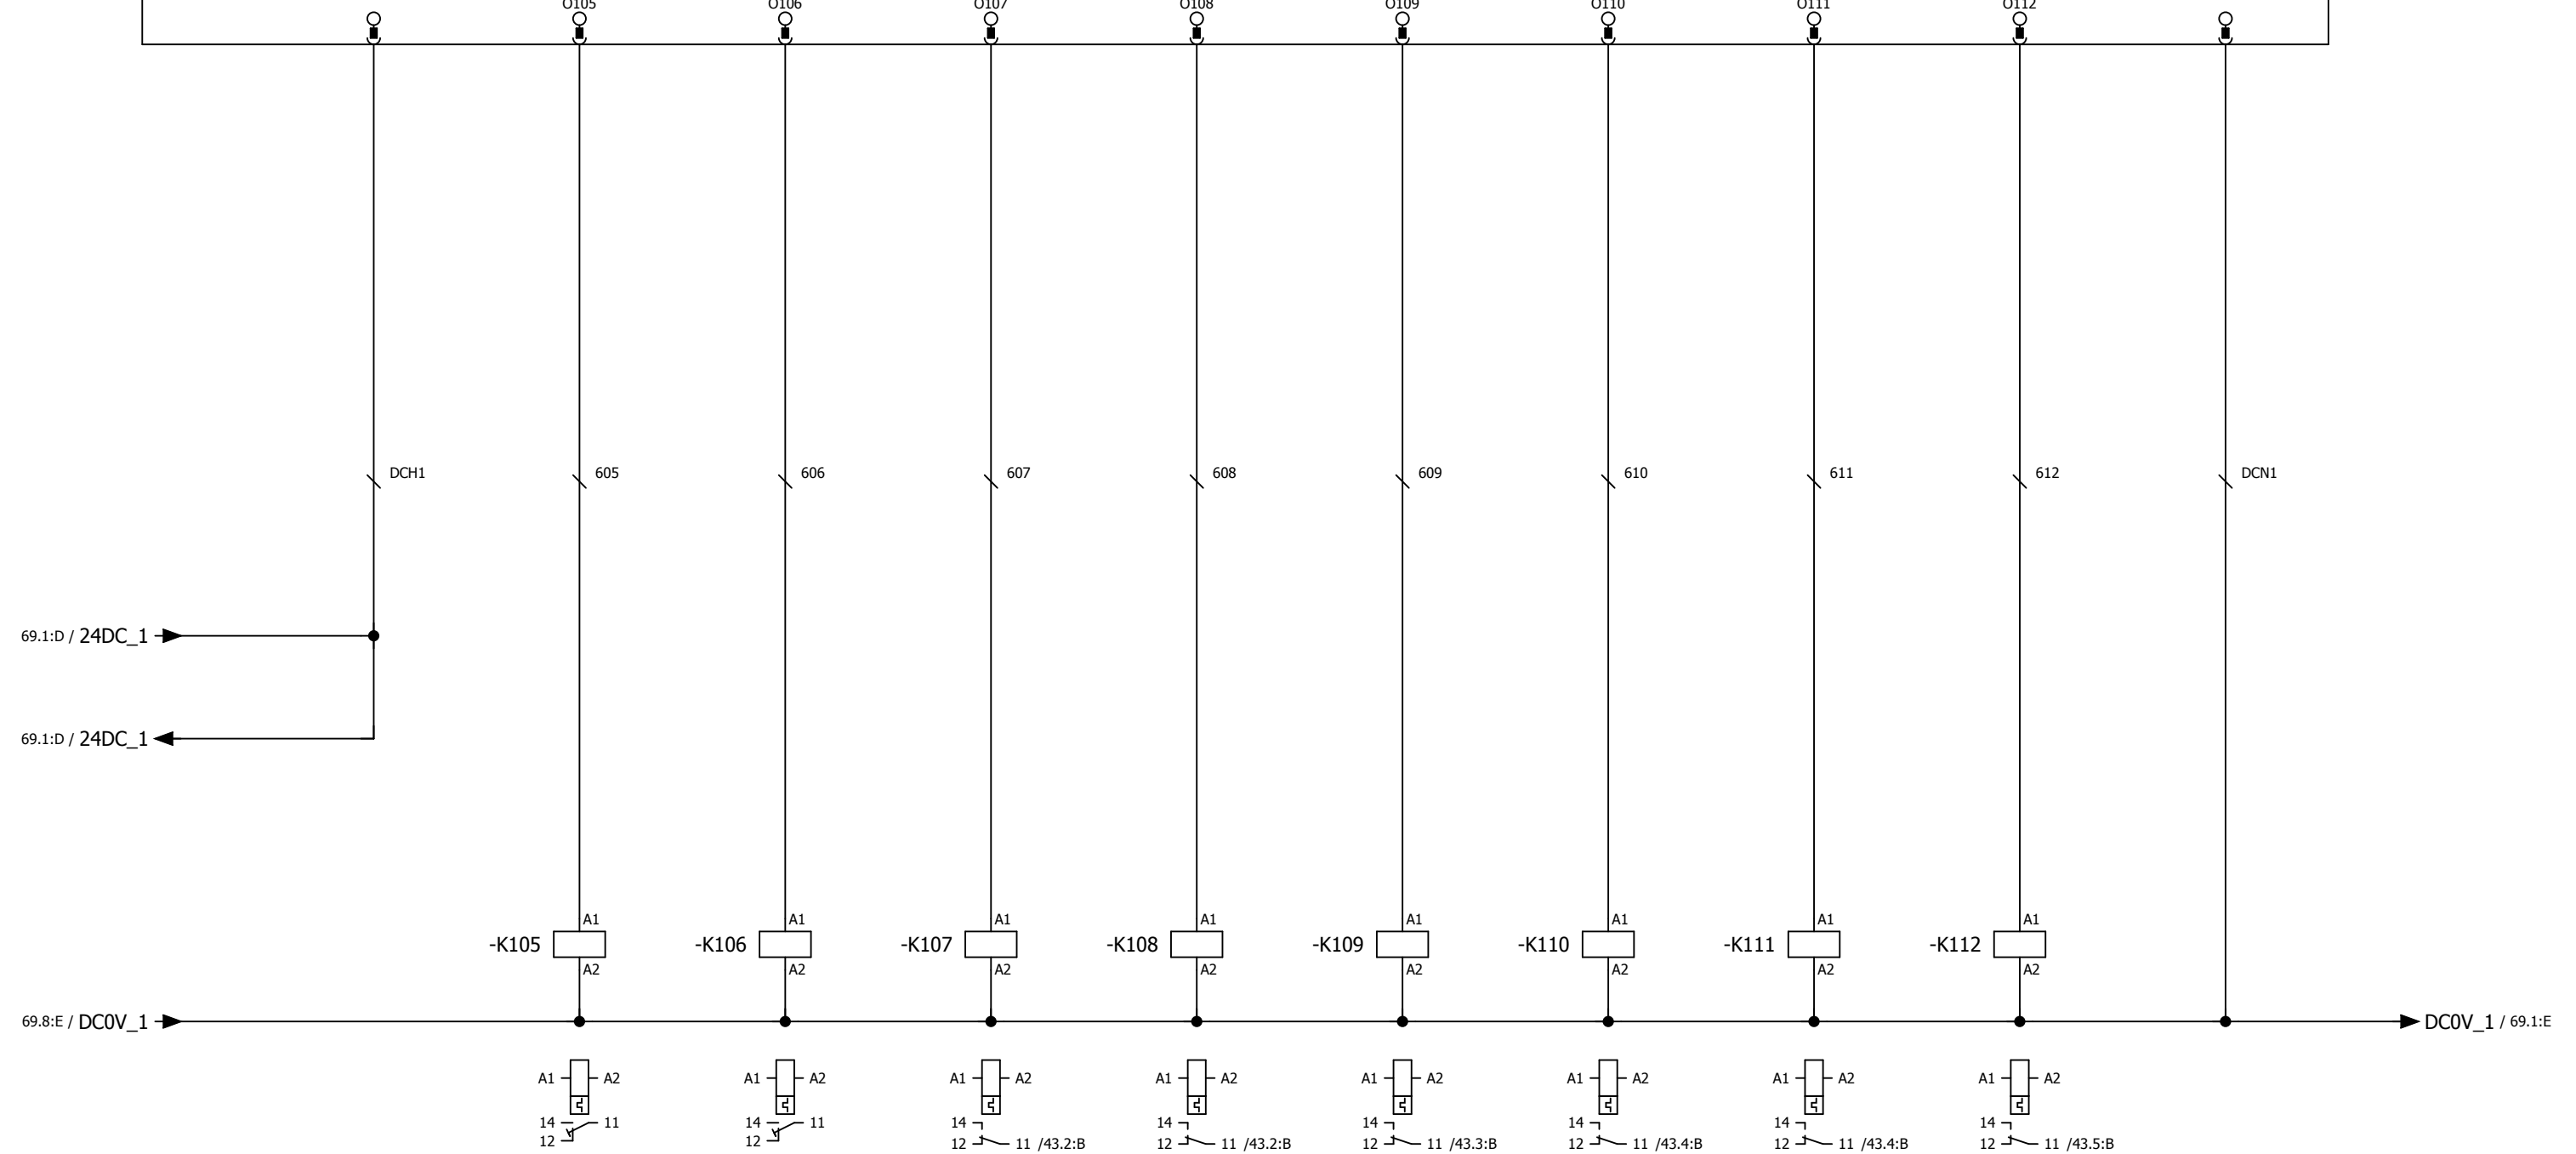 O105 O106 O107 O108 O109 O110 O111 O112
DCH1 605 606 607 608 609 610 611 612 DCN1
69.1:D / 24DC_1
69.1:D / 24DC_1
A1 A1 A1 A1 A1 A1 A1 A1
-K105 -K106 -K107 -K108 -K109 -K110 -K111 -K112
A2 A2 A2 A2 A2 A2 A2 A2
69.8:E / DC0V_1 DC0V_1 / 69.1:E
A1 A2 A1 A2 A1 A2 A1 A2 A1 A2 A1 A2 A1 A2 A1 A2
14 11 14 11 14 14 14 14 14 14
12 12 12 11 /43.2:B 12 11 /43.2:B 12 11 /43.3:B 12 11 /43.4:B 12 11 /43.4:B 12 11 /43.5:B